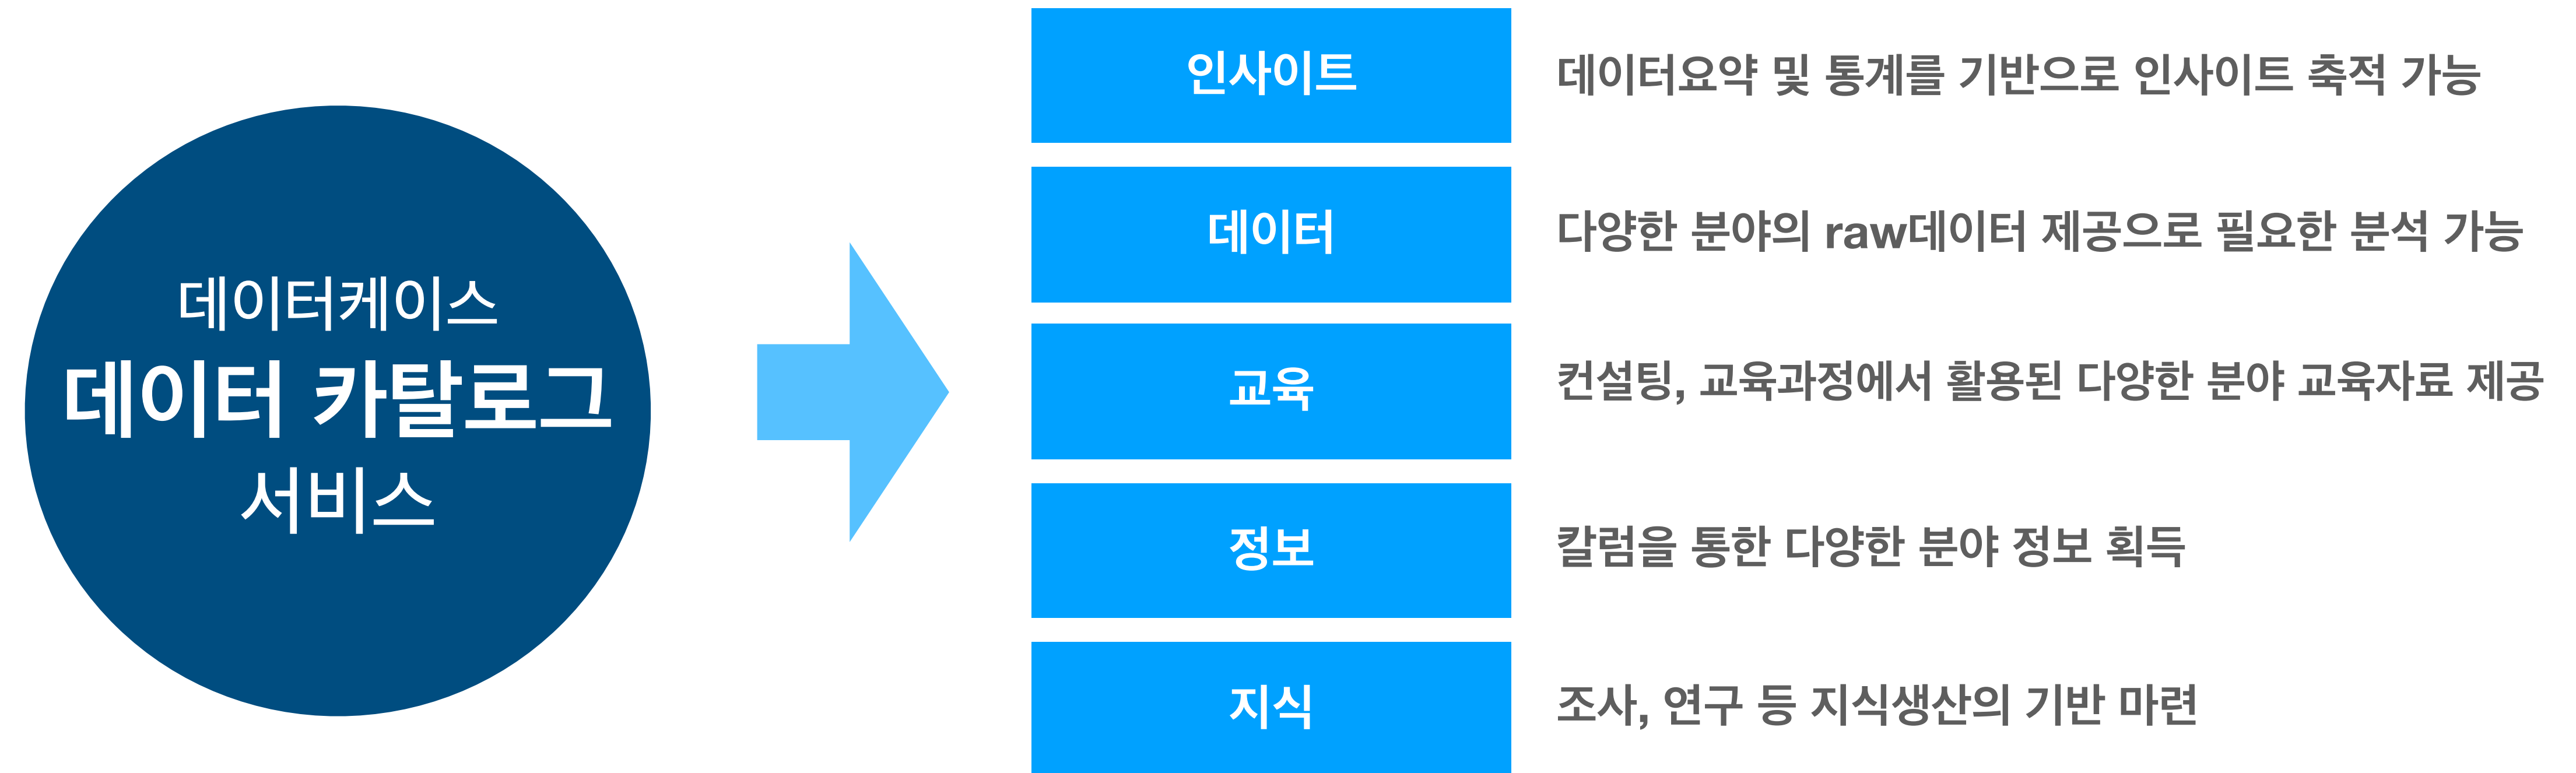 데이터케이스
데이터 카탈로그
서비스
인사이트
데이터요약 및 통계를 기반으로 인사이트 축적 가능
데이터
다양한 분야의 raw데이터 제공으로 필요한 분석 가능
교육
컨설팅, 교육과정에서 활용된 다양한 분야 교육자료 제공
정보
칼럼을 통한 다양한 분야 정보 획득
지식
조사, 연구 등 지식생산의 기반 마련